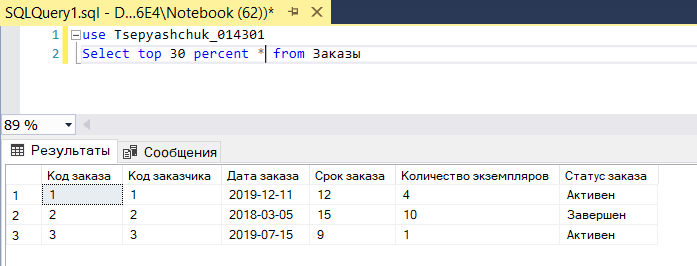 SQLQuery1.sql - D...6E4\Notebook (62))*
1 use Tsepyashchuk_014301
2 Select top 30 percent * from Заказы
89 %
Результаты Сообщения
Код заказа Код заказчика Дата заказа Срок заказа Количество экземпляров Статус заказа
1 1 1 2019-12-11 12 4 Активен
2 2 2 2018-03-05 15 10 Завершен
3 3 3 2019-07-15 9 1 Активен